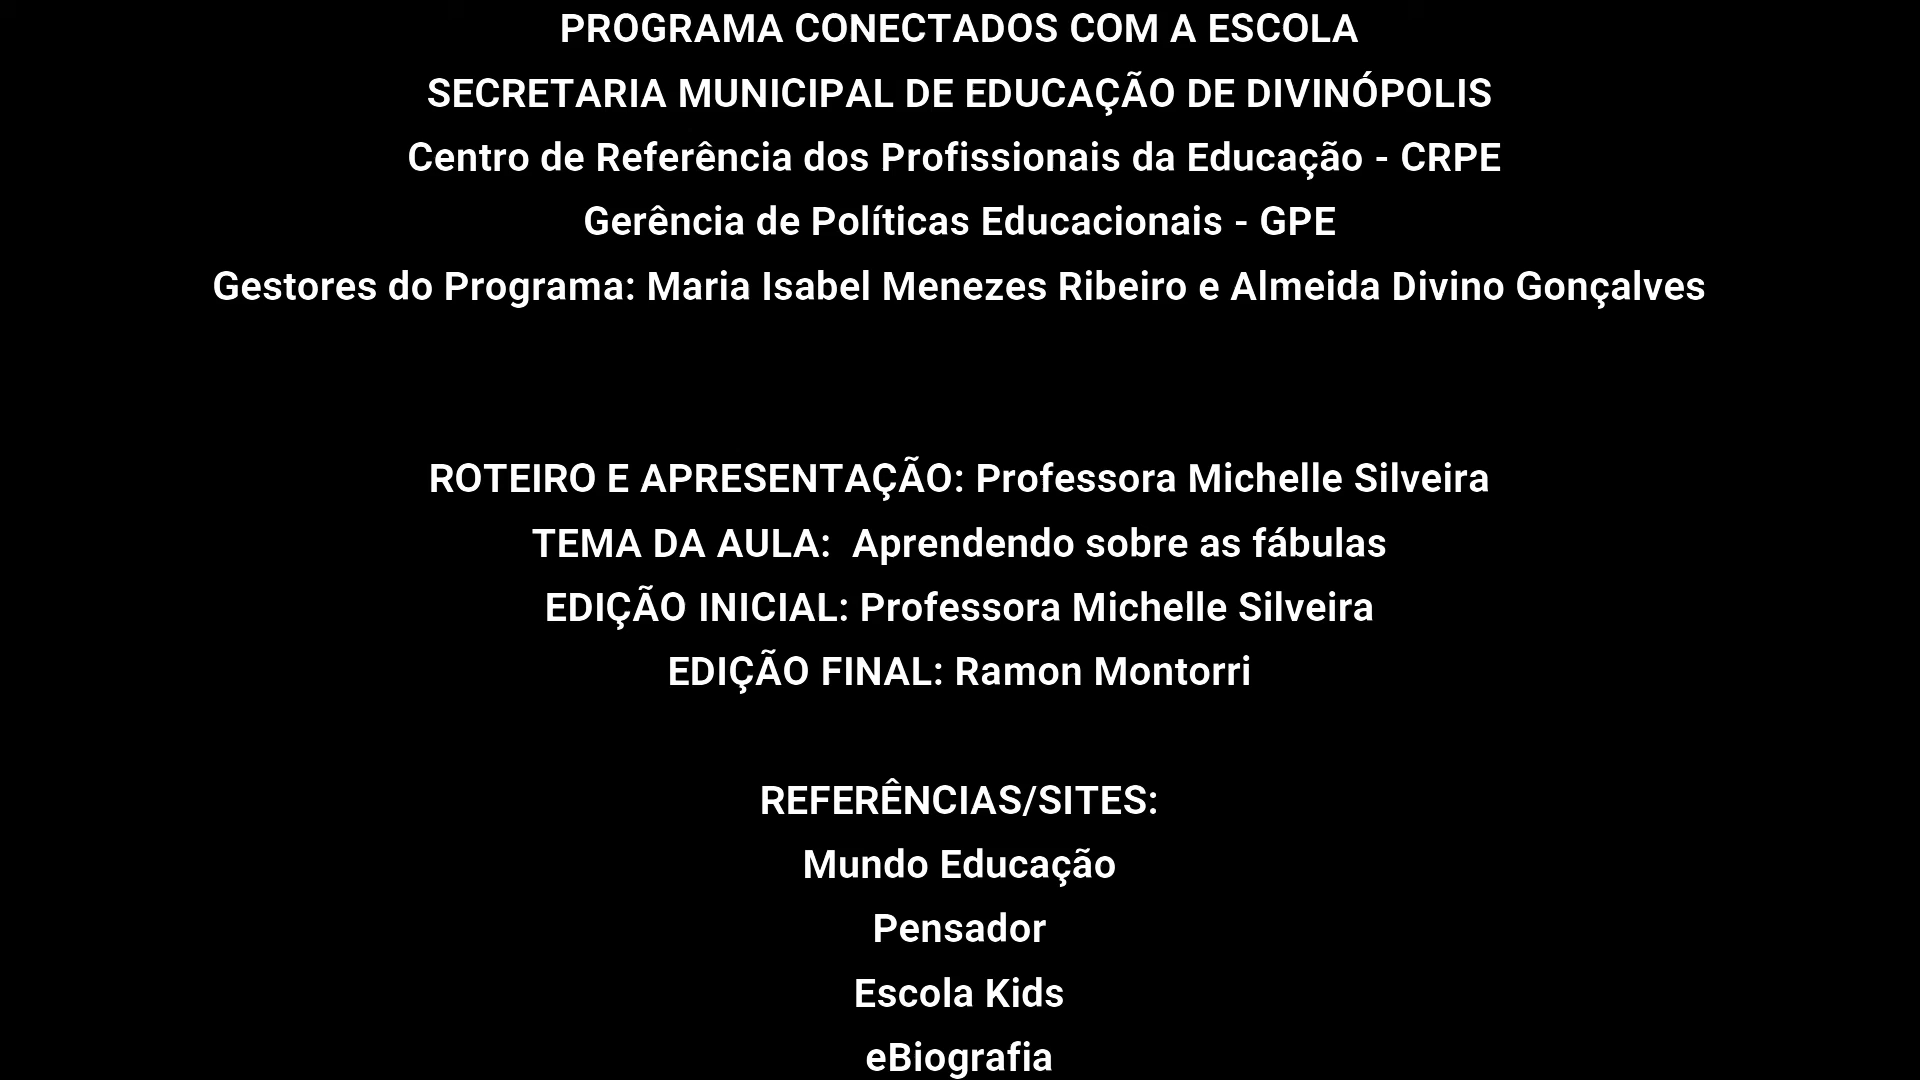 PROGRAMA CONECTADOS COM A ESCOLA
SECRETARIA MUNICIPAL DE EDUCAÇÃO DE DIVINÓPOLIS
Centro de Referência dos Profissionais da Educação - CRPE
Gerência de Políticas Educacionais - GPE
Gestores do Programa: Maria Isabel Menezes Ribeiro e Almeida Divino Gonçalves
ROTEIRO E APRESENTAÇÃO: Professora Michelle Silveira
TEMA DA AULA:  Aprendendo sobre as fábulas
EDIÇÃO INICIAL: Professora Michelle Silveira
EDIÇÃO FINAL: Ramon Montorri
REFERÊNCIAS/SITES:
Mundo Educação
Pensador
Escola Kids
eBiografia